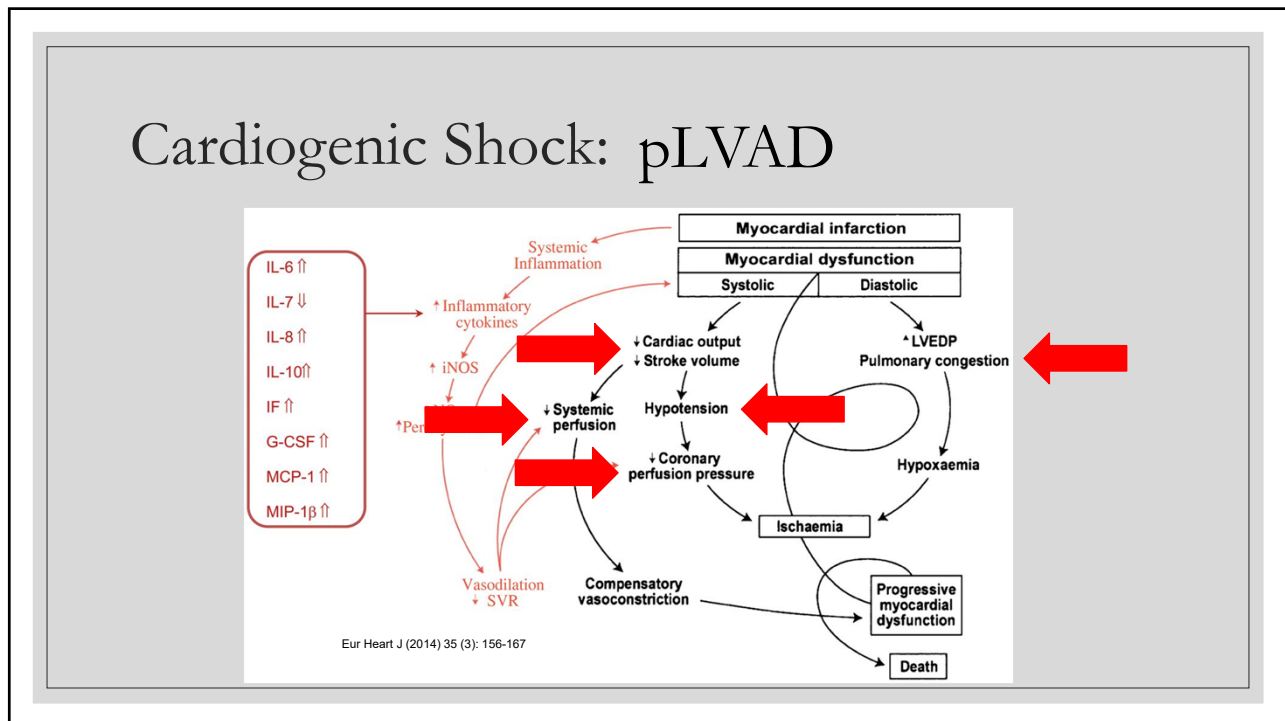 Cardiogenic Shock: pLVAD
IL-6 ⇑
IL-7 ⇓
IL-8 ⇑
IL-10⇑
IF ⇑
G-CSF ⇑
MCP-1 ⇑
MIP-1β ⇑
Systemic
Inflammation
↑Inflammatory
cytokines
↑ iNOS
Vasodilation
↓ SVR
Myocardial infarction
Myocardial dysfunction
Systolic
Diastolic
↓Cardiac output
↓Stroke volume
▲LVEDP
Pulmonary congestion
↓Systemic
perfusion
Hypotension
↓Coronary
perfusion pressure
Hypoxaemia
Ischaemia
Compensatory
vasoconstriction
Progressive
myocardial
dysfunction
Death
Eur Heart J (2014) 35 (3): 156-167